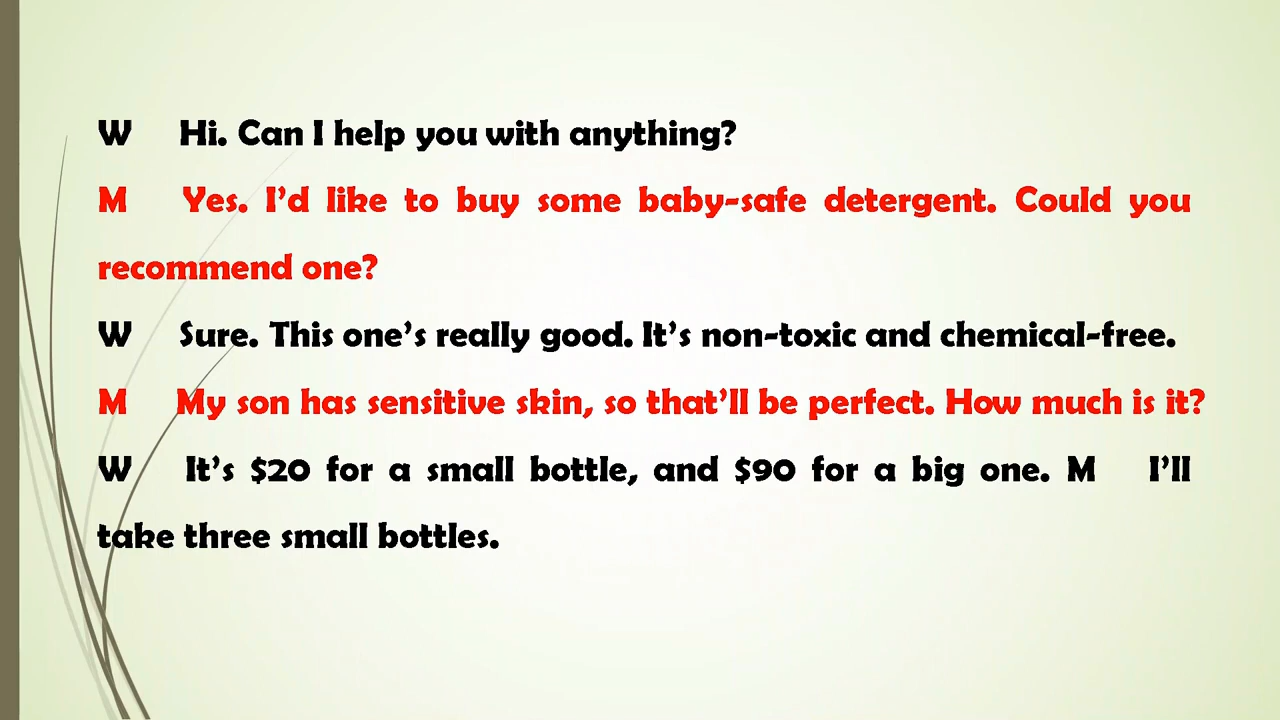 W Hi. Can I help you with anything?
M Yes. I’d like to buy some baby-safe detergent. Could you
recommend one?
W Sure. This one’s really good. It’s non-toxic and chemical-free.
M My son has sensitive skin, so that’ll be perfect. How much is it?
W It’s $20 for a small bottle, and $90 for a big one. M I’ll
take three small bottles.